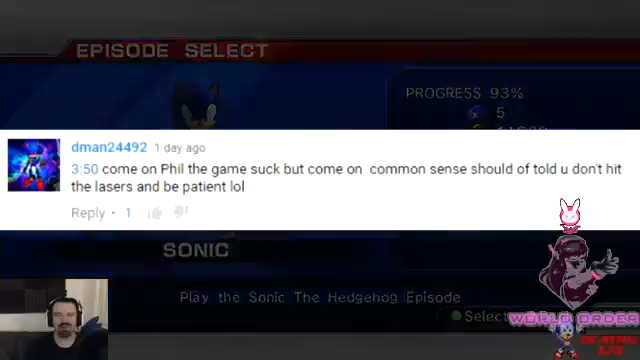 EPISODE SELECT
PROGRESS 93%
5
dman24492 1 day ago
3:50 come on Phil the game suck but come on common sense should of told u don't hit
the lasers and be patient lol
Reply • 1
SONIC
Play the Sonic The Hedgehog Episode
Select
WORLD ORDER